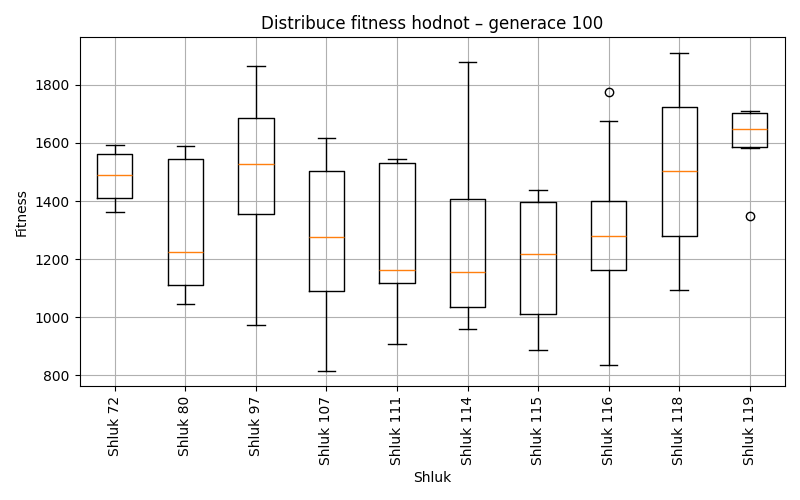 Distribuce fitness hodnot – generace 100
Fitness
1800
1600
1400
1200
1000
800
Shluk 72
Shluk 80
Shluk 97
Shluk 107
Shluk 111
Shluk 114
Shluk 115
Shluk 116
Shluk 118
Shluk 119
Shluk